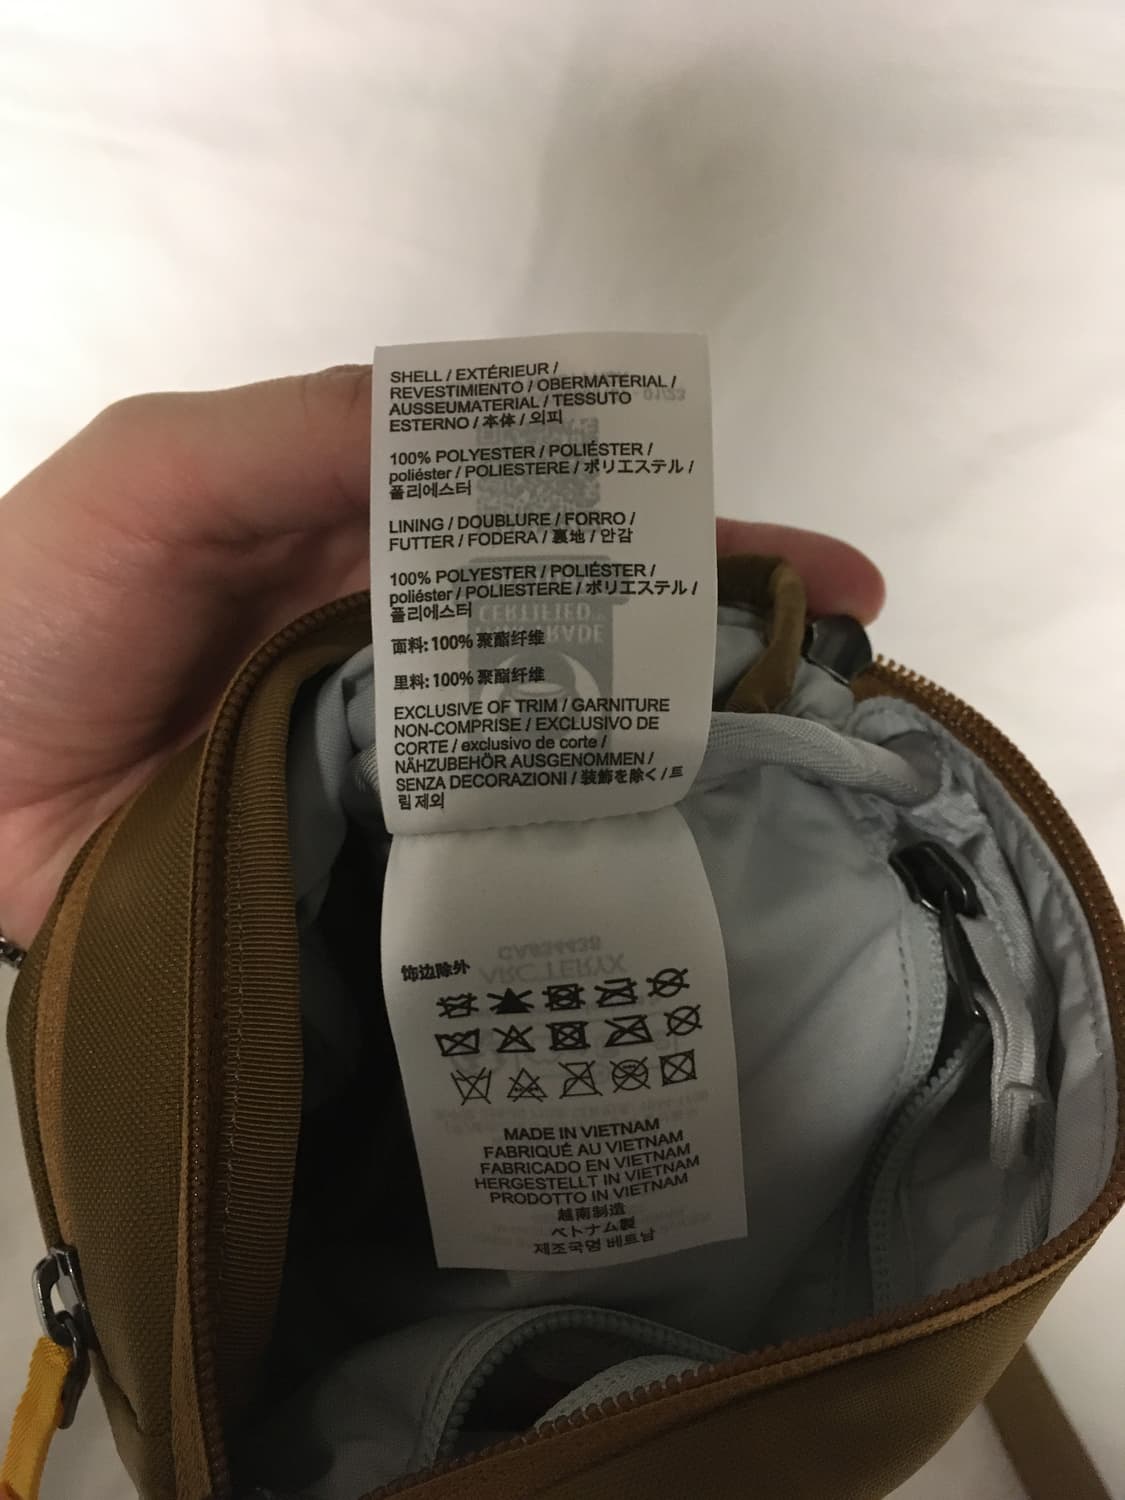 SHELL / EXTÉRIEUR /
REVESTIMIENTO / OBERMATERIAL /
AUSSEUMATERIAL / TESSUTO
ESTERNO / 本体 / 외피
100% POLYESTER / POLIÉSTER /
poliéster / POLIESTERE / ポリエステル /
폴리에스터
LINING / DOUBLURE / FORRO /
FUTTER / FODERA / 裏地 / 안감
100% POLYESTER / POLIÉSTER /
poliéster / POLIESTERE / ポリエステル /
폴리에스터
面料: 100% 聚酯纤维
里料: 100% 聚酯纤维
EXCLUSIVE OF TRIM / GARNITURE
NON-COMPRISE / EXCLUSIVO DE
CORTE / exclusivo de corte /
NÄHZUBEHÖR AUSGENOMMEN /
SENZA DECORAZIONI / 装飾を除く / 트
림 제외
饰边除外
MADE IN VIETNAM
FABRIQUÉ AU VIETNAM
FABRICADO EN VIETNAM
HERGESTELLT IN VIETNAM
PRODOTTO IN VIETNAM
越南制造
ベトナム製
제조국명 베트남
ARC'TERYX
CERTIFIED